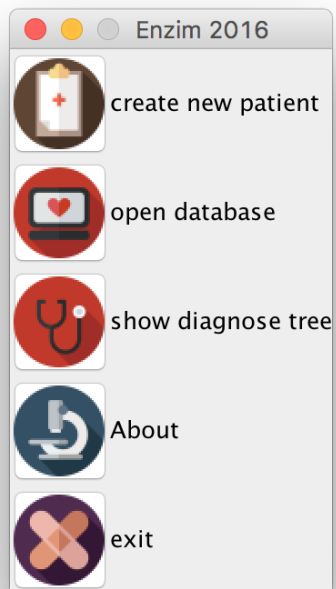 Enzim 2016
create new patient
open database
show diagnose tree
About
exit